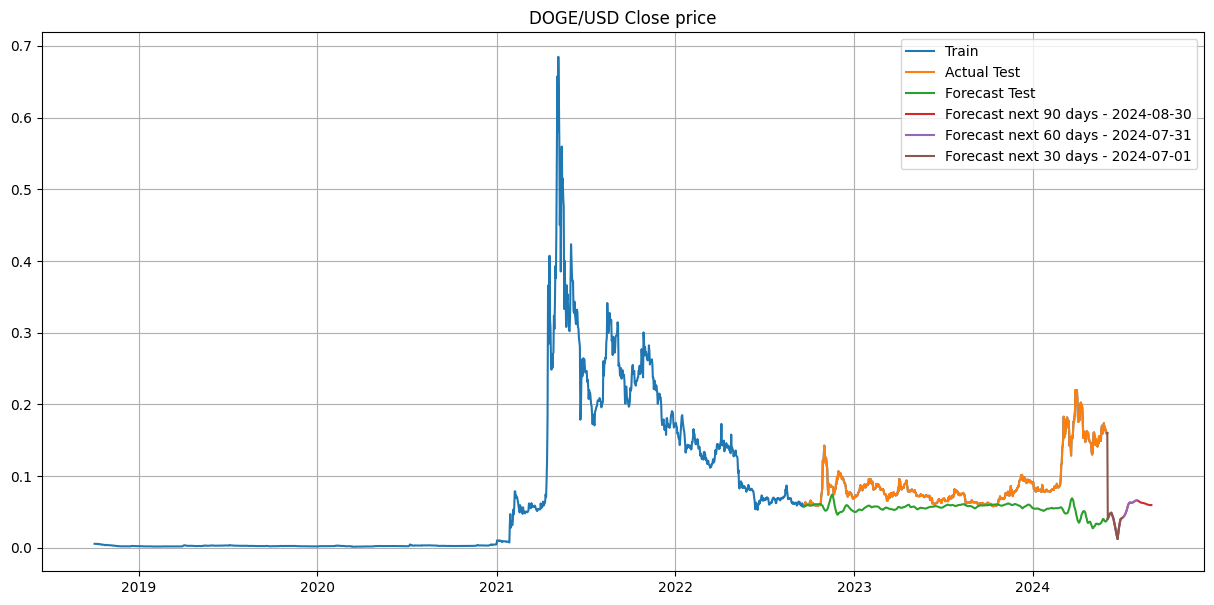 DOGE/USD Close price
0.7
0.6
0.5
0.4
0.3
0.2
0.1
0.0
2019
2020
2021
2022
2023
2024
Train
Actual Test
Forecast Test
Forecast next 90 days - 2024-08-30
Forecast next 60 days - 2024-07-31
Forecast next 30 days - 2024-07-01